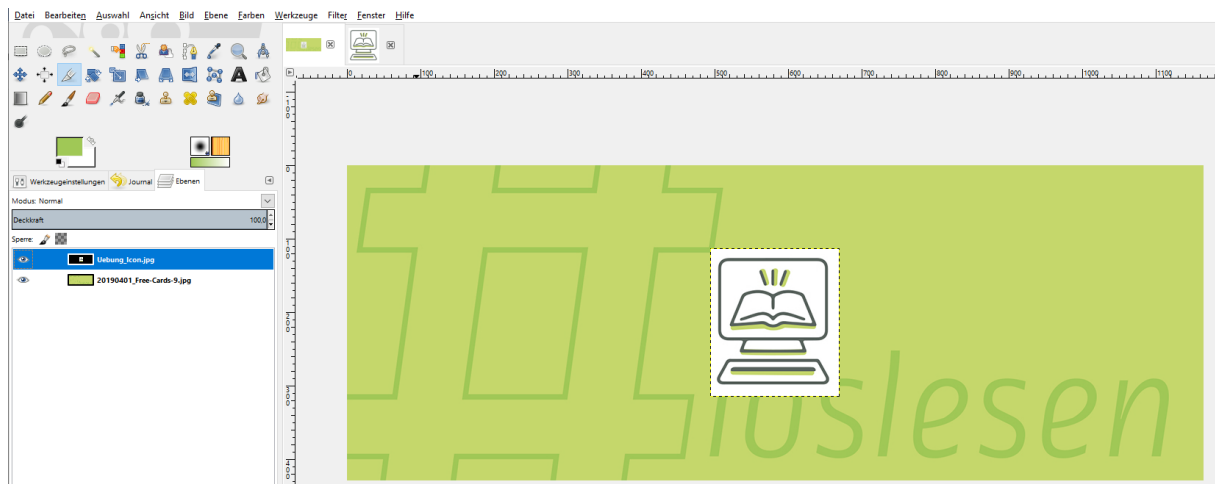 Datei Bearbeiten Auswahl Ansicht Bild Ebene Farben Werkzeuge Filter Fenster Hilfe
0 100 200 300 400 500 600 700 800 900 1000 1100
Werkzeugeinstellungen Journal Ebenen
Modus: Normal
Deckkraft 100,0
Sperre:
Uebung_Icon.jpg
20190401_Free-Cards-9.jpg
#loslesen